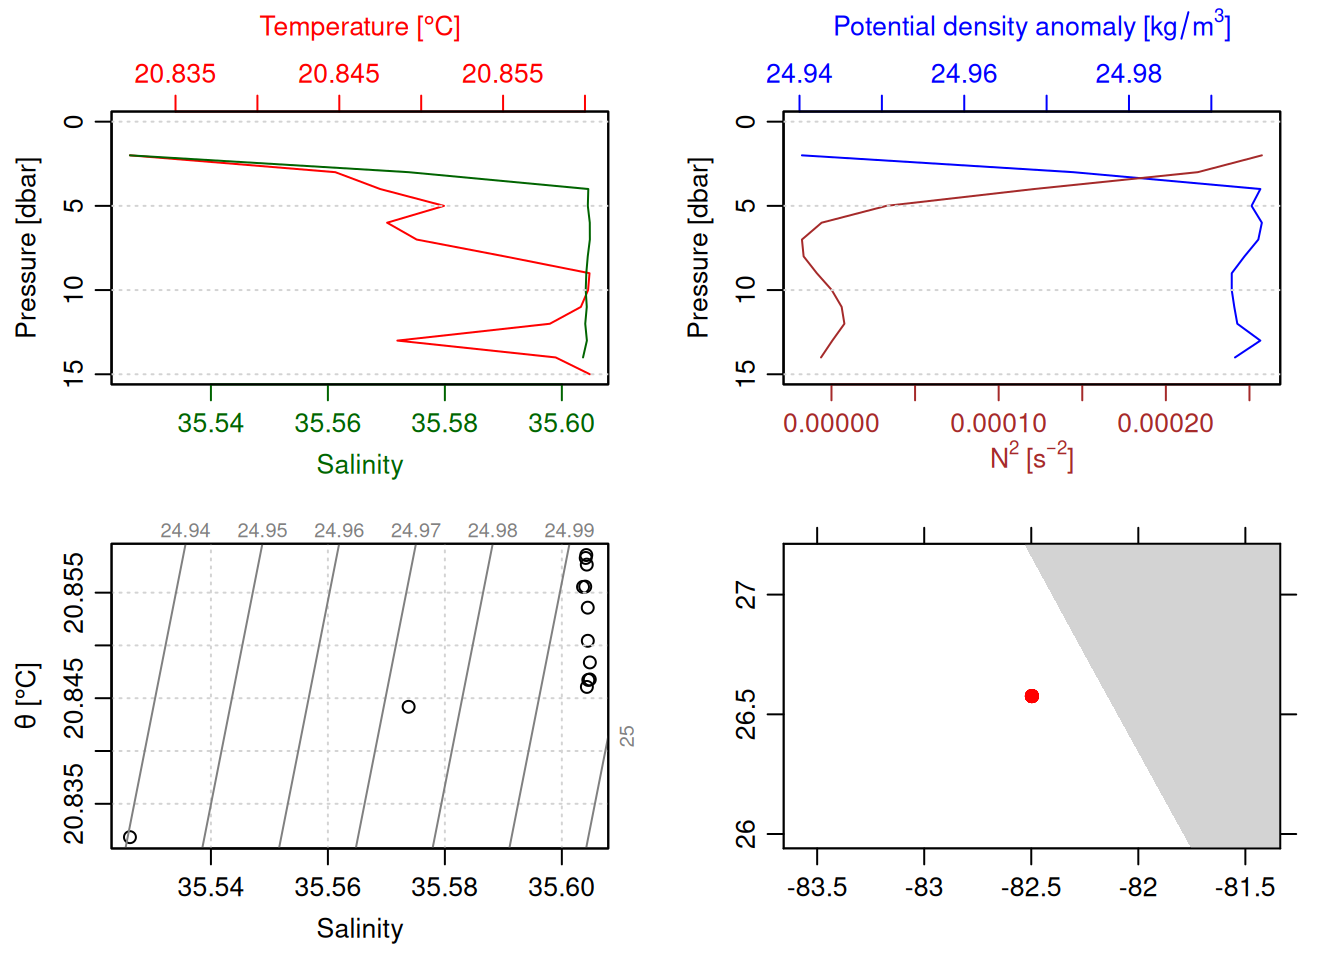 Temperature [°C]
20.835 20.845 20.855
Pressure [dbar]
0
5
10
15
35.54 35.56 35.58 35.60
Salinity
Potential density anomaly [kg/m³]
24.94 24.96 24.98
Pressure [dbar]
0
5
10
15
0.00000 0.00010 0.00020
N² [s⁻²]
24.94 24.95 24.96 24.97 24.98 24.99
25
θ [°C]
20.855
20.845
20.835
35.54 35.56 35.58 35.60
Salinity
27
26.5
26
-83.5 -83 -82.5 -82 -81.5